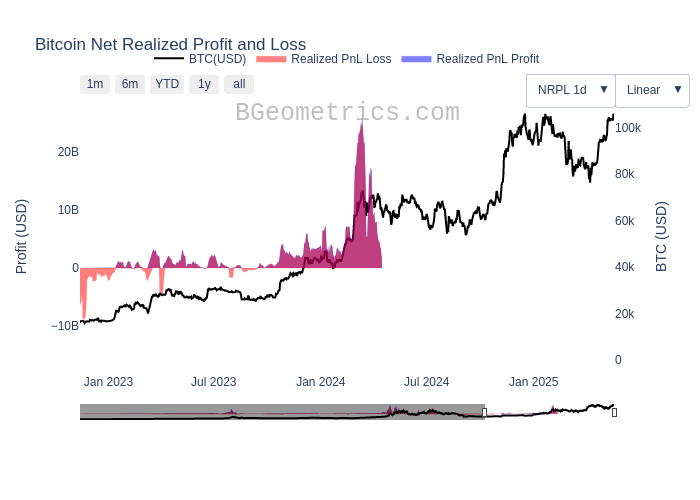 Bitcoin Net Realized Profit and Loss
BTC(USD) Realized PnL Loss Realized PnL Profit
1m 6m YTD 1y all
NRPL 1d ▼ Linear ▼
BGeometrics.com
20B
10B
0
−10B
Profit (USD)
100k
80k
60k
40k
20k
0
BTC (USD)
Jan 2023 Jul 2023 Jan 2024 Jul 2024 Jan 2025